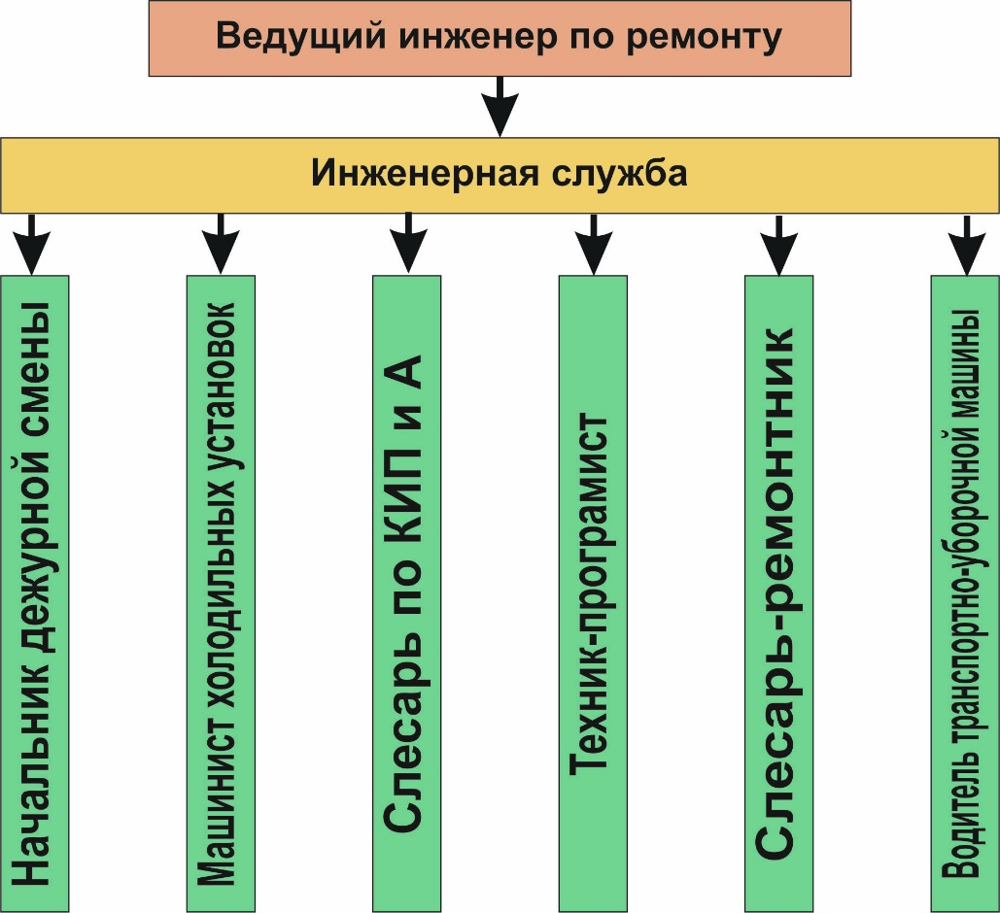 Ведущий инженер по ремонту
Инженерная служба
Начальник дежурной смены
Машинист холодильных установок
Слесарь по КИП и А
Техник-програмист
Слесарь-ремонтник
Водитель транспортно-уборочной машины